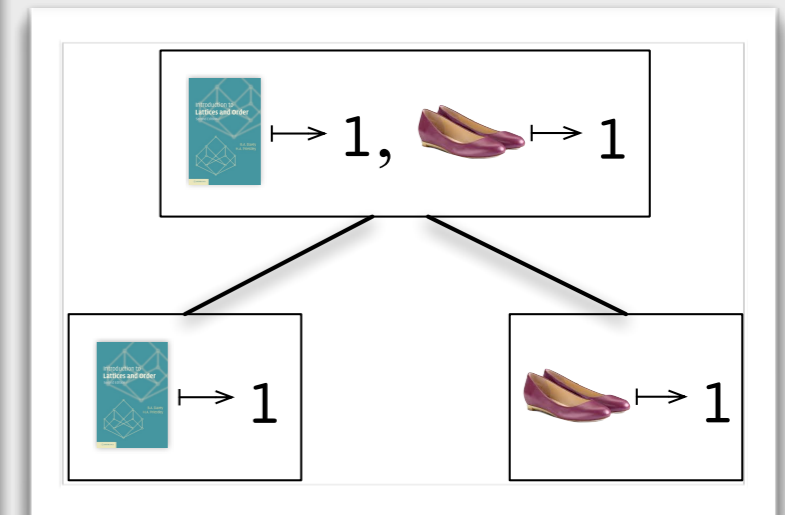 Introduction to
Lattices and Order
1, 1
Introduction to
Lattices and Order
1
1